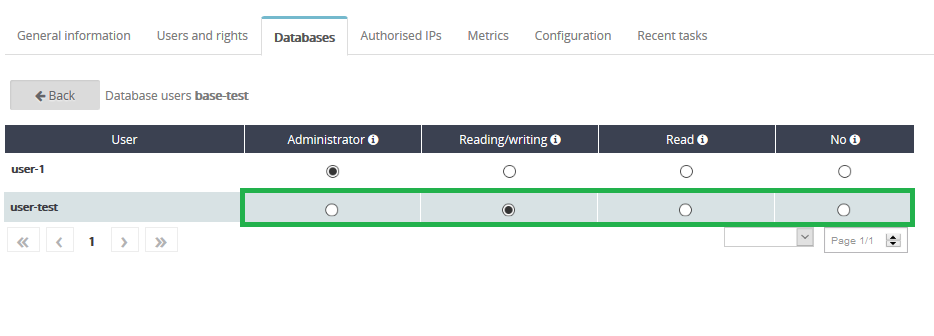 General information Users and rights Databases Authorised IPs Metrics Configuration Recent tasks
Back Database users base-test
User Administrator Reading/writing Read No
user-1
user-test
« ‹ 1 › » Page 1/1